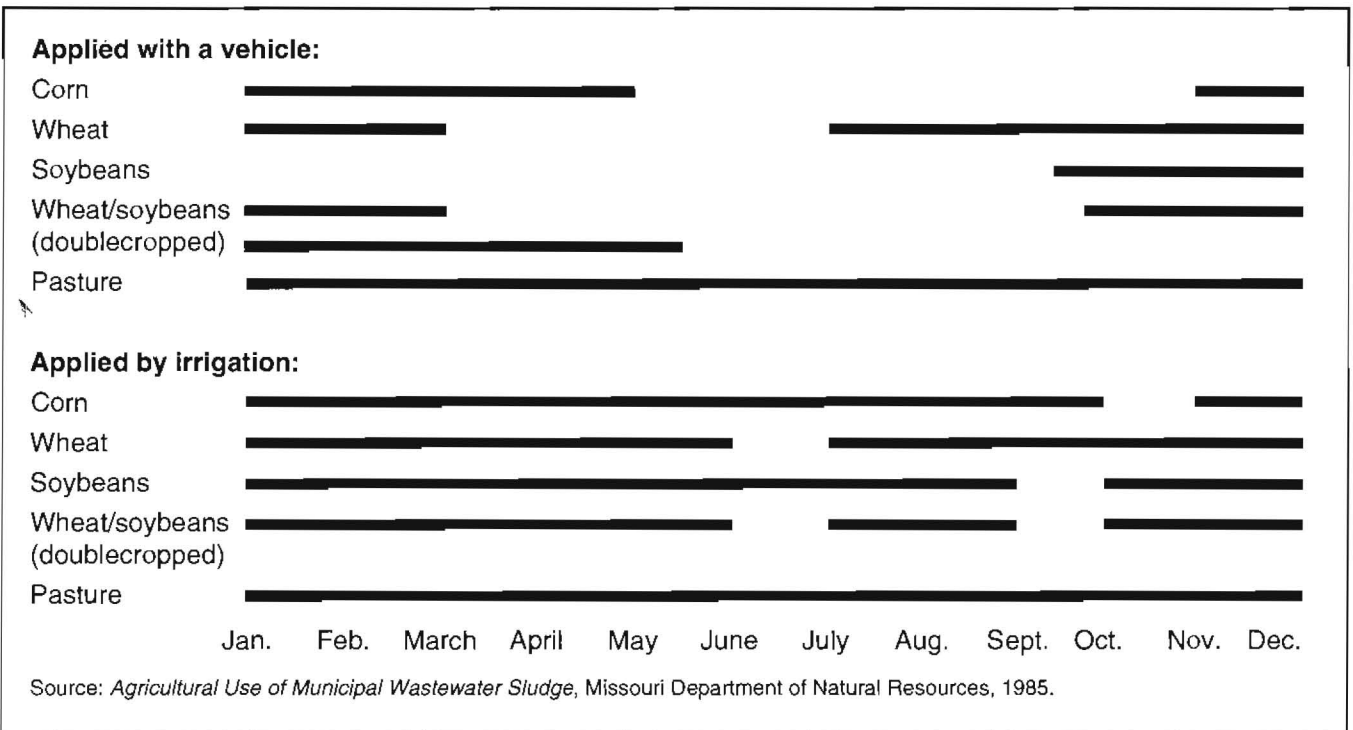 Applied with a vehicle:
Corn
Wheat
Soybeans
Wheat/soybeans
(doublecropped)
Pasture
Applied by irrigation:
Corn
Wheat
Soybeans
Wheat/soybeans
(doublecropped)
Pasture
Jan. Feb. March April May June July Aug. Sept. Oct. Nov. Dec.
Source: Agricultural Use of Municipal Wastewater Sludge, Missouri Department of Natural Resources, 1985.